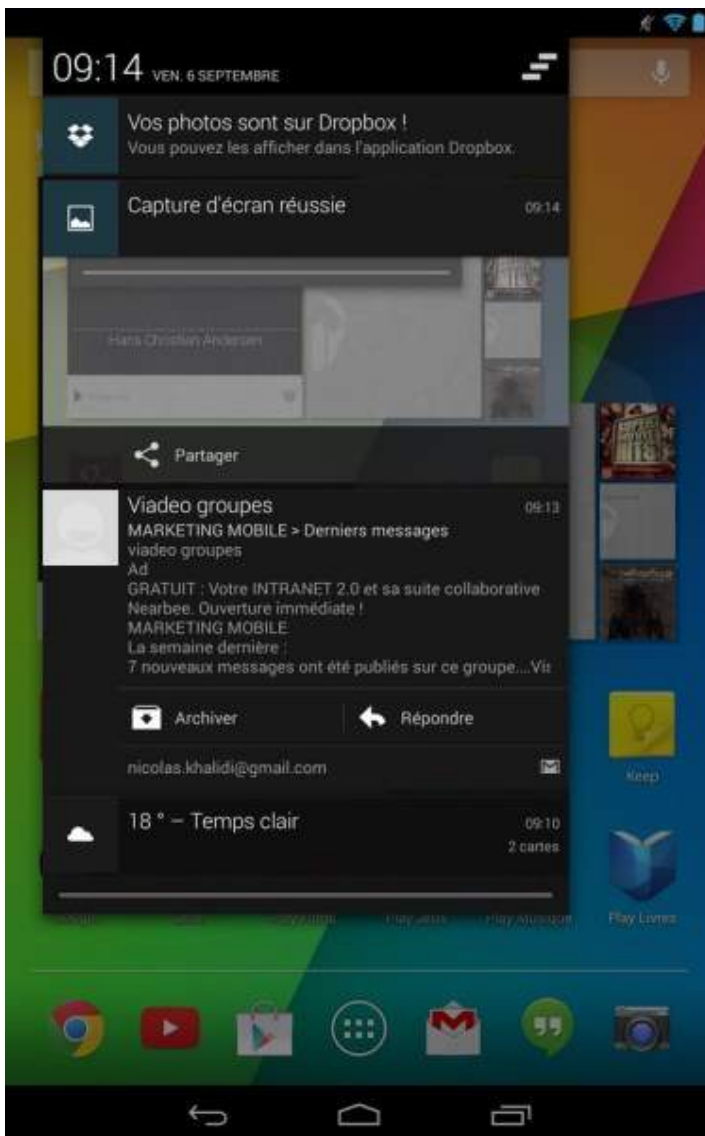 09:14 VEN. 6 SEPTEMBRE
Vos photos sont sur Dropbox !
Vous pouvez les afficher dans l'application Dropbox.
Capture d'écran réussie 09:14
Hans Christian Andersen
Partager
Viadeo groupes 09:13
MARKETING MOBILE > Derniers messages
viadeo groupes
Ad
GRATUIT : Votre INTRANET 2.0 et sa suite collaborative
Nearbee. Ouverture immédiate !
MARKETING MOBILE
La semaine dernière :
7 nouveaux messages ont été publiés sur ce groupe....Vis
Archiver Répondre
nicolas.khalidi@gmail.com
Keep
18 ° – Temps clair 09:10
2 cartes
Play Jeux Play Musique Play Livres